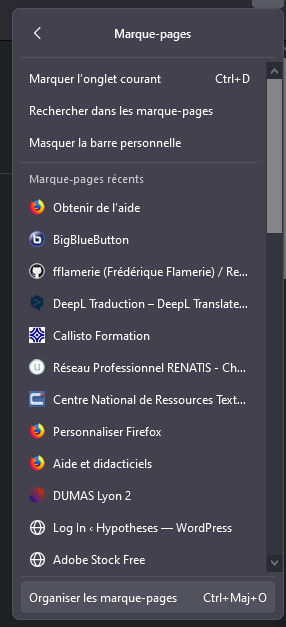 Marque-pages
Marquer l'onglet courant Ctrl+D
Rechercher dans les marque-pages
Masquer la barre personnelle
Marque-pages récents
Obtenir de l'aide
BigBlueButton
fflamerie (Frédérique Flamerie) / Re...
DeepL Traduction – DeepL Translate...
Callisto Formation
Réseau Professionnel RENATIS - Ch...
Centre National de Ressources Text...
Personnaliser Firefox
Aide et didacticiels
DUMAS Lyon 2
Log In ‹ Hypotheses — WordPress
Adobe Stock Free
Organiser les marque-pages Ctrl+Maj+O